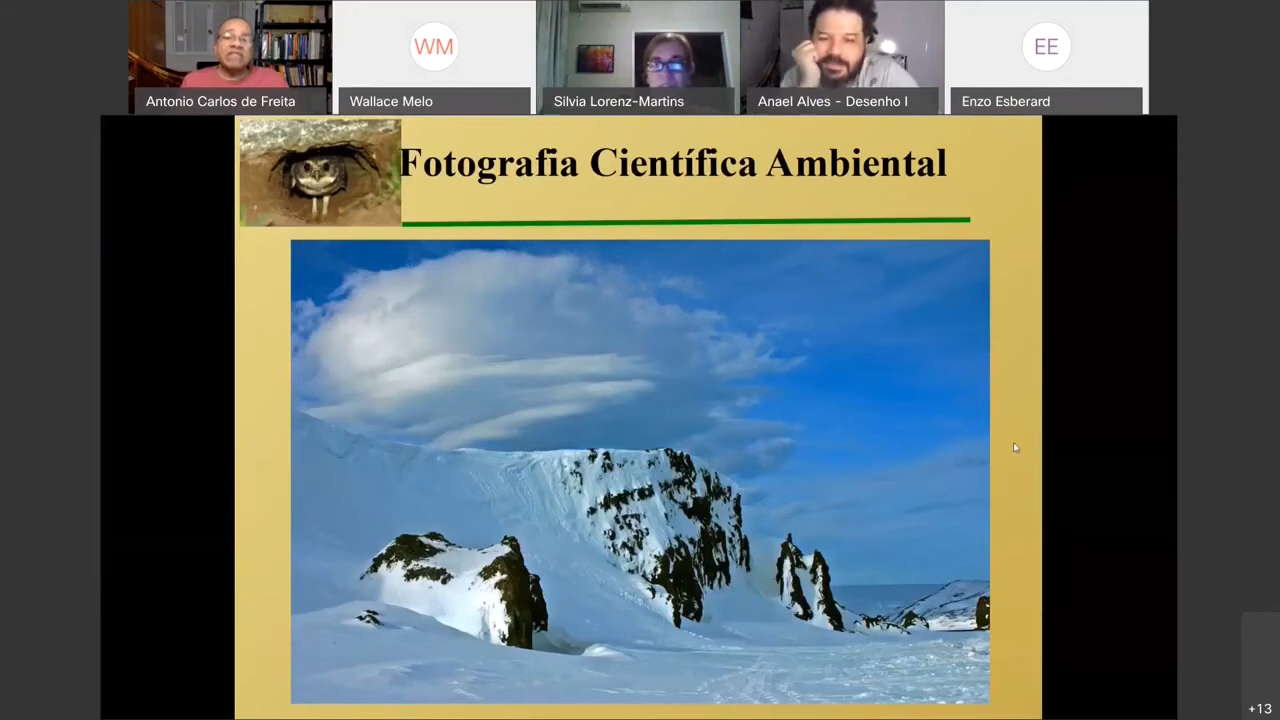 WM
EE
Antonio Carlos de Freita
Wallace Melo
Silvia Lorenz-Martins
Anael Alves - Desenho I
Enzo Esberard
Fotografia Científica Ambiental
+13